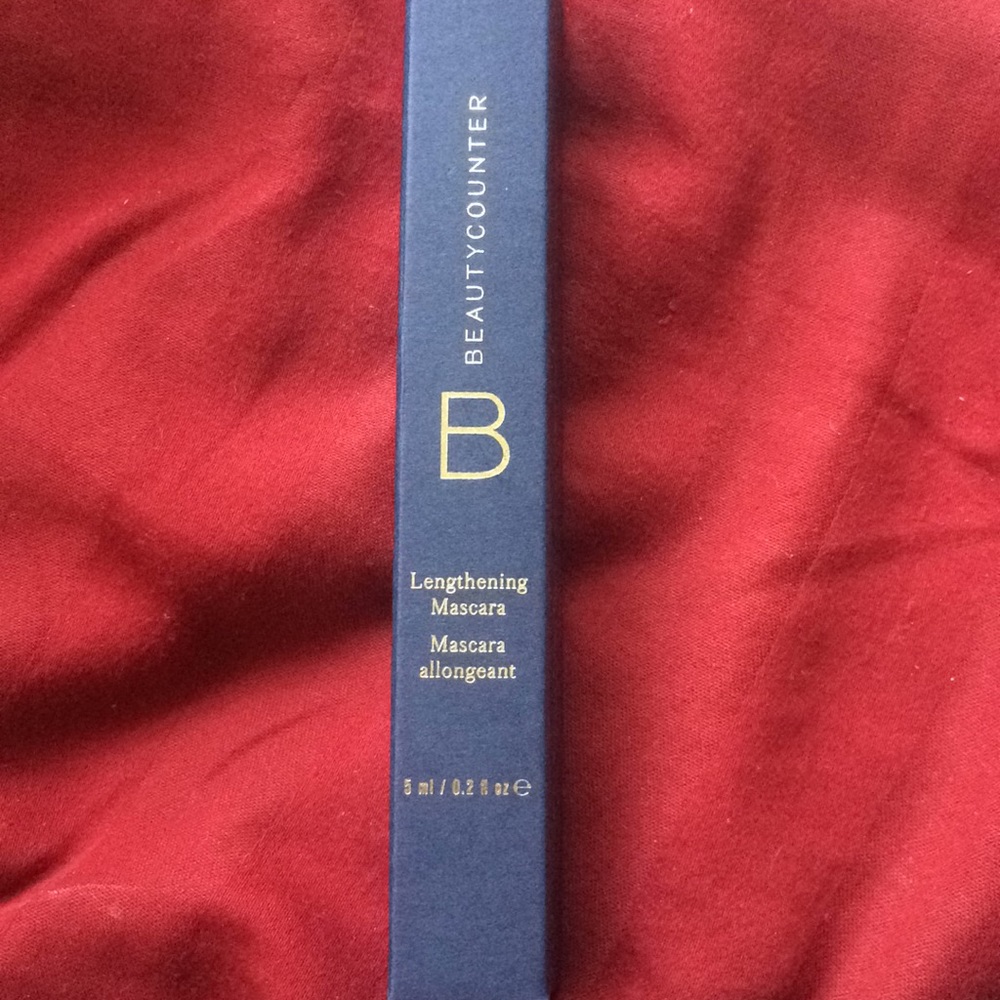 BEAUTYCOUNTER
B
Lengthening
Mascara
Mascara
allongeant
5 ml / 0.2 fl oz ℮